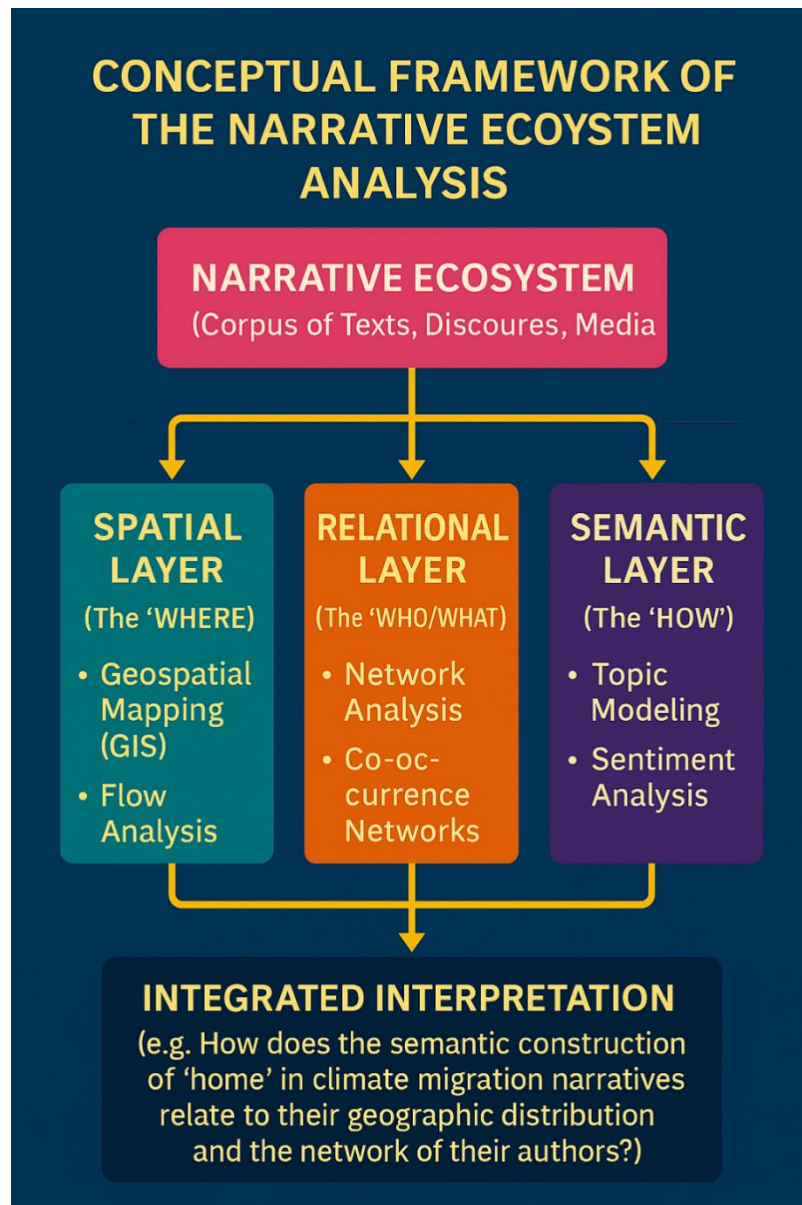 CONCEPTUAL FRAMEWORK OF
THE NARRATIVE ECOYSTEM
ANALYSIS
NARRATIVE ECOSYSTEM
(Corpus of Texts, Discoures, Media
SPATIAL
LAYER
(The ‘WHERE)
• Geospatial
Mapping
(GIS)
• Flow
Analysis
RELATIONAL
LAYER
(The ‘WHO/WHAT)
• Network
Analysis
• Co-oc-
currence
Networks
SEMANTIC
LAYER
(The ‘HOW’)
• Topic
Modeling
• Sentiment
Analysis
INTEGRATED INTERPRETATION
(e.g. How does the semantic construction
of ‘home’ in climate migration narratives
relate to their geographic distribution
and the network of their authors?)